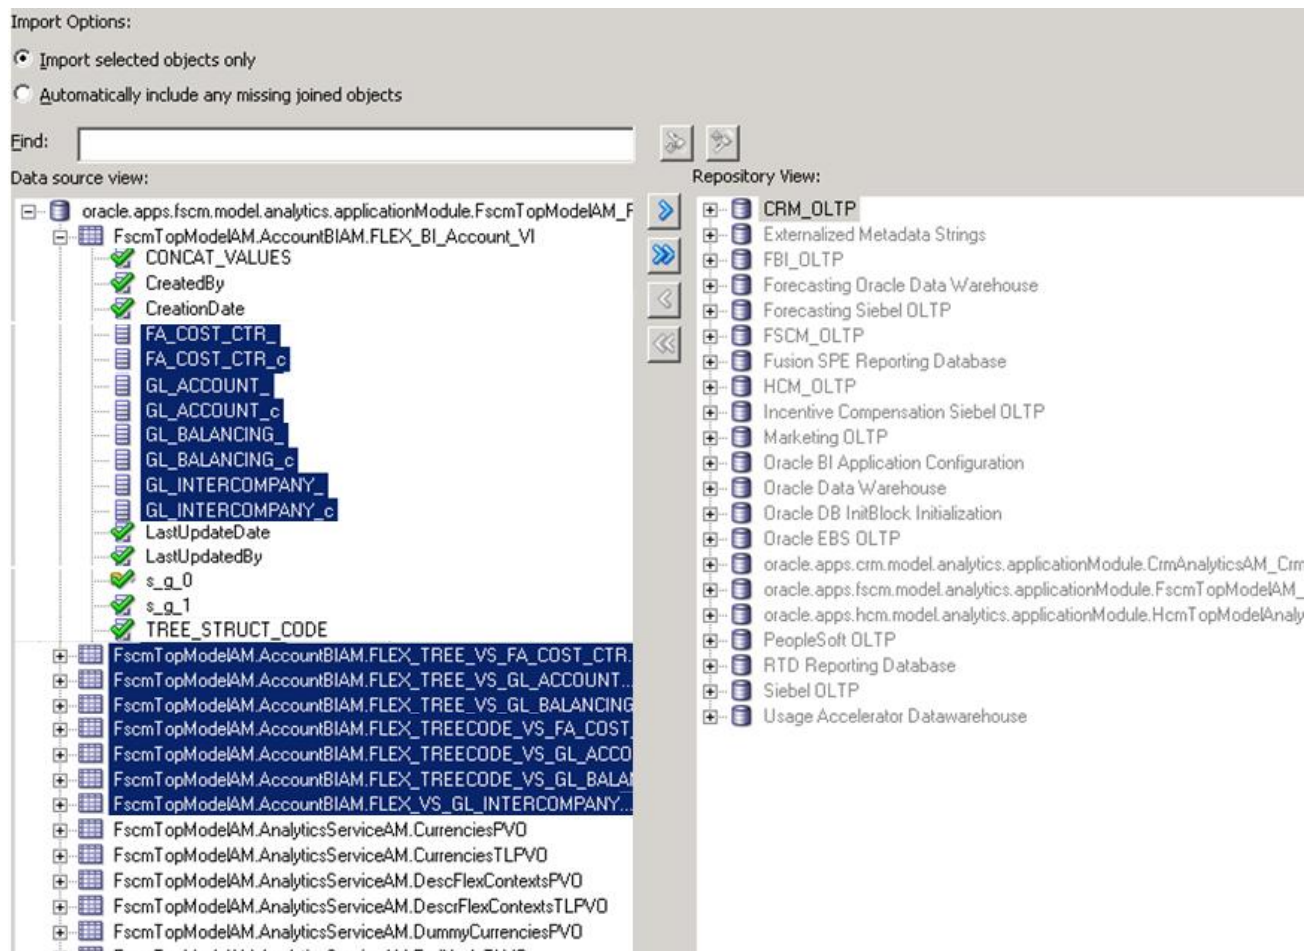 Import Options:
Import selected objects only
Automatically include any missing joined objects
Find:
Data source view:
oracle.apps.fscm.model.analytics.applicationModule.FscmTopModelAM_F
FscmTopModelAM.AccountBIAM.FLEX_BI_Account_VI
CONCAT_VALUES
CreatedBy
CreationDate
FA_COST_CTR_
FA_COST_CTR_c
GL_ACCOUNT_
GL_ACCOUNT_c
GL_BALANCING_
GL_BALANCING_c
GL_INTERCOMPANY_
GL_INTERCOMPANY_c
LastUpdateDate
LastUpdatedBy
s_g_0
s_g_1
TREE_STRUCT_CODE
FscmTopModelAM.AccountBIAM.FLEX_TREE_VS_FA_COST_CTR.
FscmTopModelAM.AccountBIAM.FLEX_TREE_VS_GL_ACCOUNT...
FscmTopModelAM.AccountBIAM.FLEX_TREE_VS_GL_BALANCING
FscmTopModelAM.AccountBIAM.FLEX_TREECODE_VS_FA_COST_
FscmTopModelAM.AccountBIAM.FLEX_TREECODE_VS_GL_ACCO
FscmTopModelAM.AccountBIAM.FLEX_TREECODE_VS_GL_BALA
FscmTopModelAM.AccountBIAM.FLEX_VS_GL_INTERCOMPANY...
FscmTopModelAM.AnalyticsServiceAM.CurrenciesPVO
FscmTopModelAM.AnalyticsServiceAM.CurrenciesTLPVO
FscmTopModelAM.AnalyticsServiceAM.DescFlexContextsPVO
FscmTopModelAM.AnalyticsServiceAM.DescrFlexContextsTLPVO
FscmTopModelAM.AnalyticsServiceAM.DummyCurrenciesPVO
Repository View:
CRM_OLTP
Externalized Metadata Strings
FBI_OLTP
Forecasting Oracle Data Warehouse
Forecasting Siebel OLTP
FSCM_OLTP
Fusion SPE Reporting Database
HCM_OLTP
Incentive Compensation Siebel OLTP
Marketing OLTP
Oracle BI Application Configuration
Oracle Data Warehouse
Oracle DB InitBlock Initialization
Oracle EBS OLTP
oracle.apps.crm.model.analytics.applicationModule.CrmAnalyticsAM_Crm
oracle.apps.fscm.model.analytics.applicationModule.FscmTopModelAM_
oracle.apps.hcm.model.analytics.applicationModule.HcmTopModelAnaly
PeopleSoft OLTP
RTD Reporting Database
Siebel OLTP
Usage Accelerator Datawarehouse